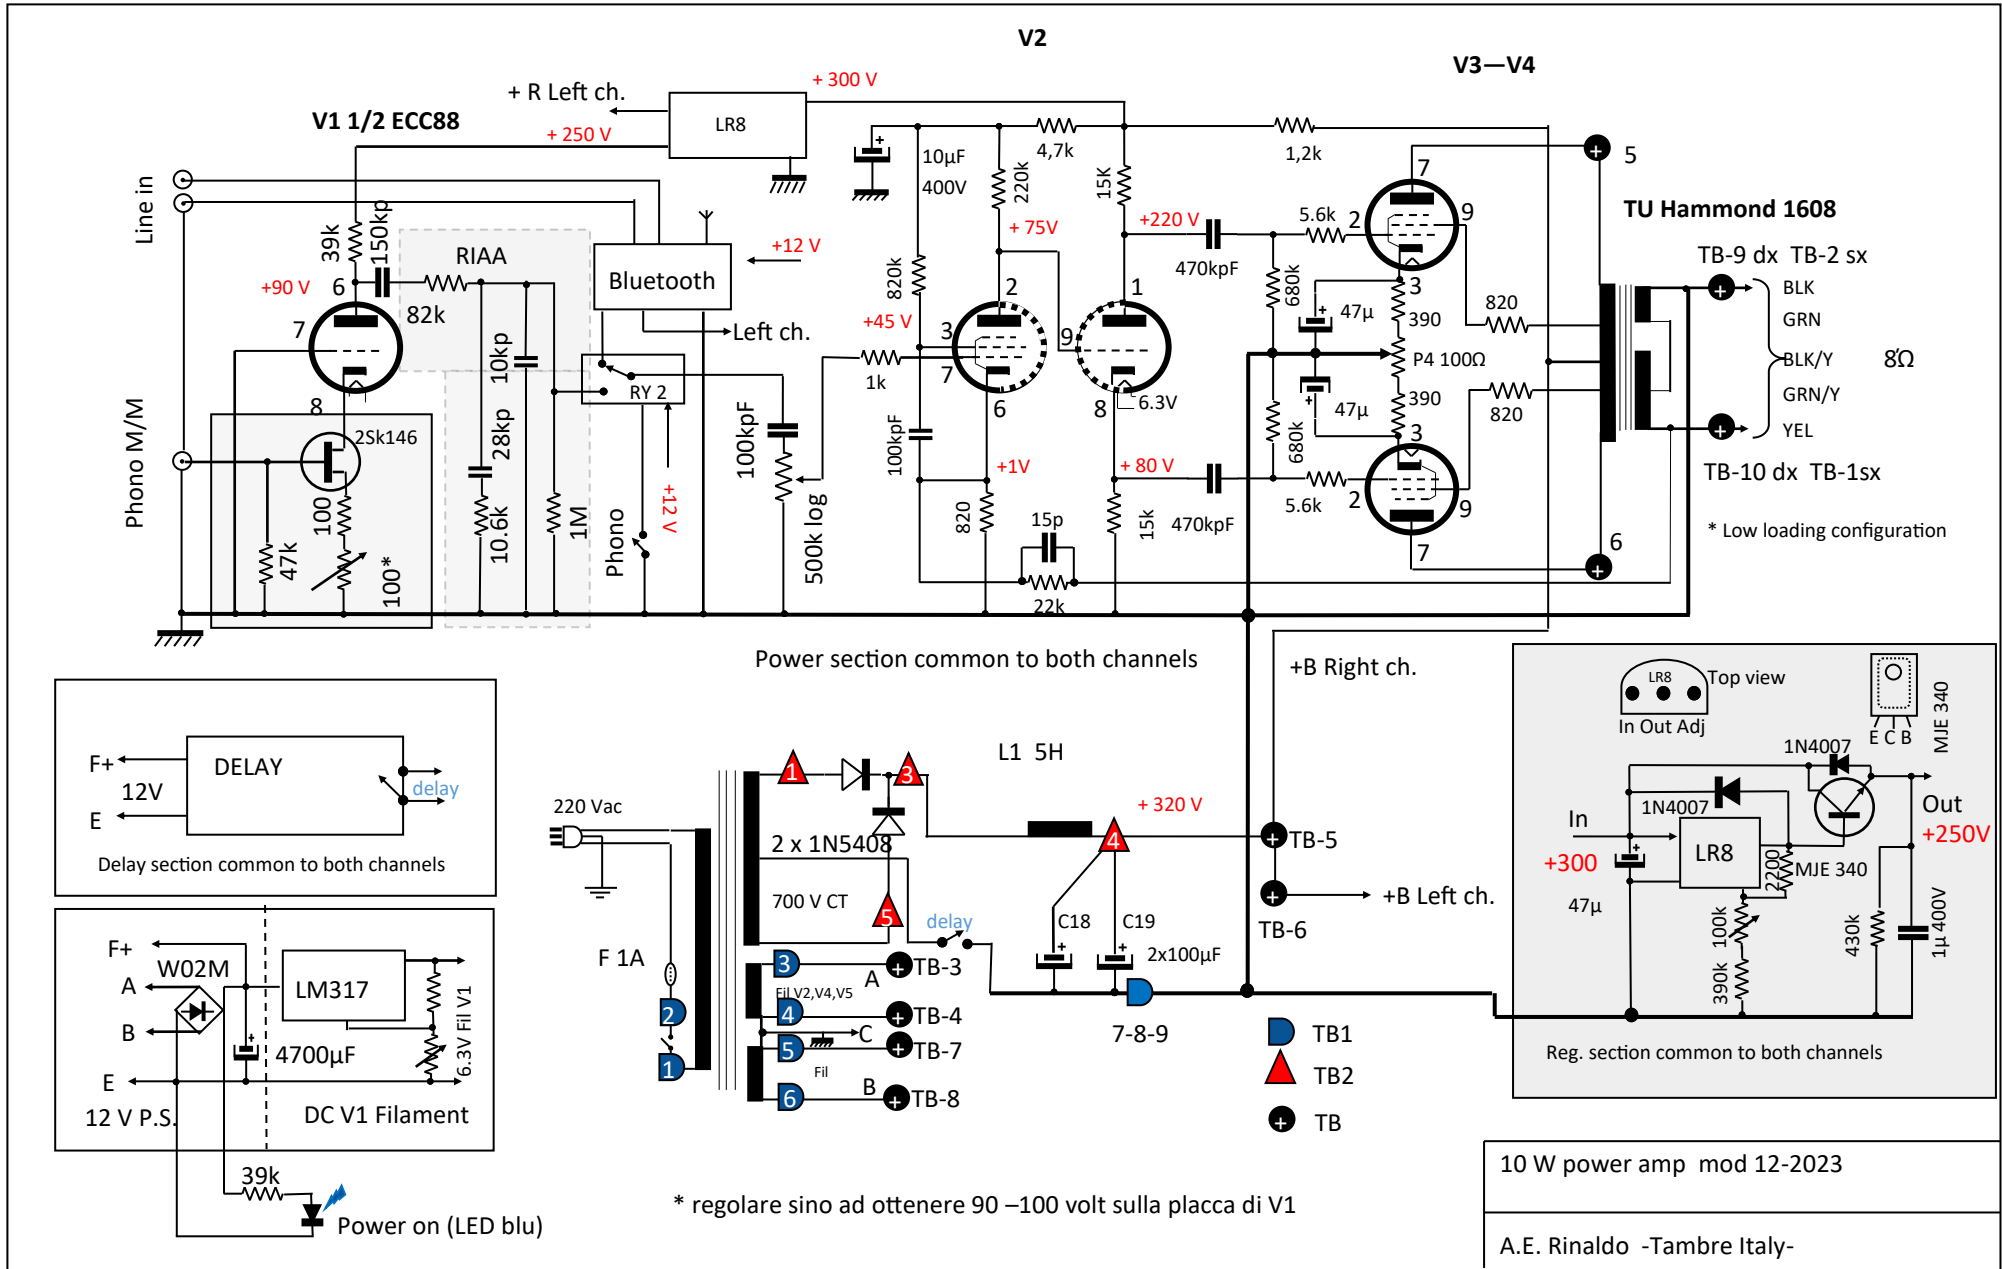 V2
V3—V4
V1 1/2 ECC88
+ R Left ch.
+ 250 V
LR8
+ 300 V
10µF
400V
4,7k
220k
15K
1,2k
7
5
Line in
39k
150kp
RIAA
+12 V
Bluetooth
+ 75V
+220 V
5.6k
2
9
TU Hammond 1608
TB-9 dx TB-2 sx
+90 V
6
82k
820k
2
1
470kpF
680k
47µ
3
390
820
BLK
GRN
BLK/Y
GRN/Y
YEL
8Ω
7
Left ch.
+45 V
3
9
7
1k
P4 100Ω
10kp
RY 2
6
8
6.3V
47µ
390
820
8
2Sk146
28kp
100kpF
100kpF
+1V
+ 80 V
680k
3
2
9
TB-10 dx TB-1sx
Phono M/M
100
10.6k
1M
+12 V
Phono
500k log
820
15p
15k
470kpF
5.6k
7
6
* Low loading configuration
47k
100*
22k
Power section common to both channels
+B Right ch.
LR8
Top view
In Out Adj
E C B
MJE 340
F+
12V
E
DELAY
delay
Delay section common to both channels
220 Vac
1
3
L1 5H
+ 320 V
4
2 x 1N5408
700 V CT
5
delay
C18
C19
2x100µF
TB-5
+B Left ch.
TB-6
1N4007
1N4007
In
+300
47µ
LR8
2200
MJE 340
Out
+250V
100k
390k
430k
1µ 400V
Reg. section common to both channels
F+
W02M
A
B
E
12 V P.S.
LM317
4700µF
6.3V Fil V1
DC V1 Filament
39k
Power on (LED blu)
F 1A
2
1
3
A
TB-3
Fil V2,V4,V5
4
TB-4
C
5
TB-7
Fil
6
B
TB-8
7-8-9
TB1
TB2
TB
* regolare sino ad ottenere 90 –100 volt sulla placca di V1
10 W power amp mod 12-2023
A.E. Rinaldo -Tambre Italy-